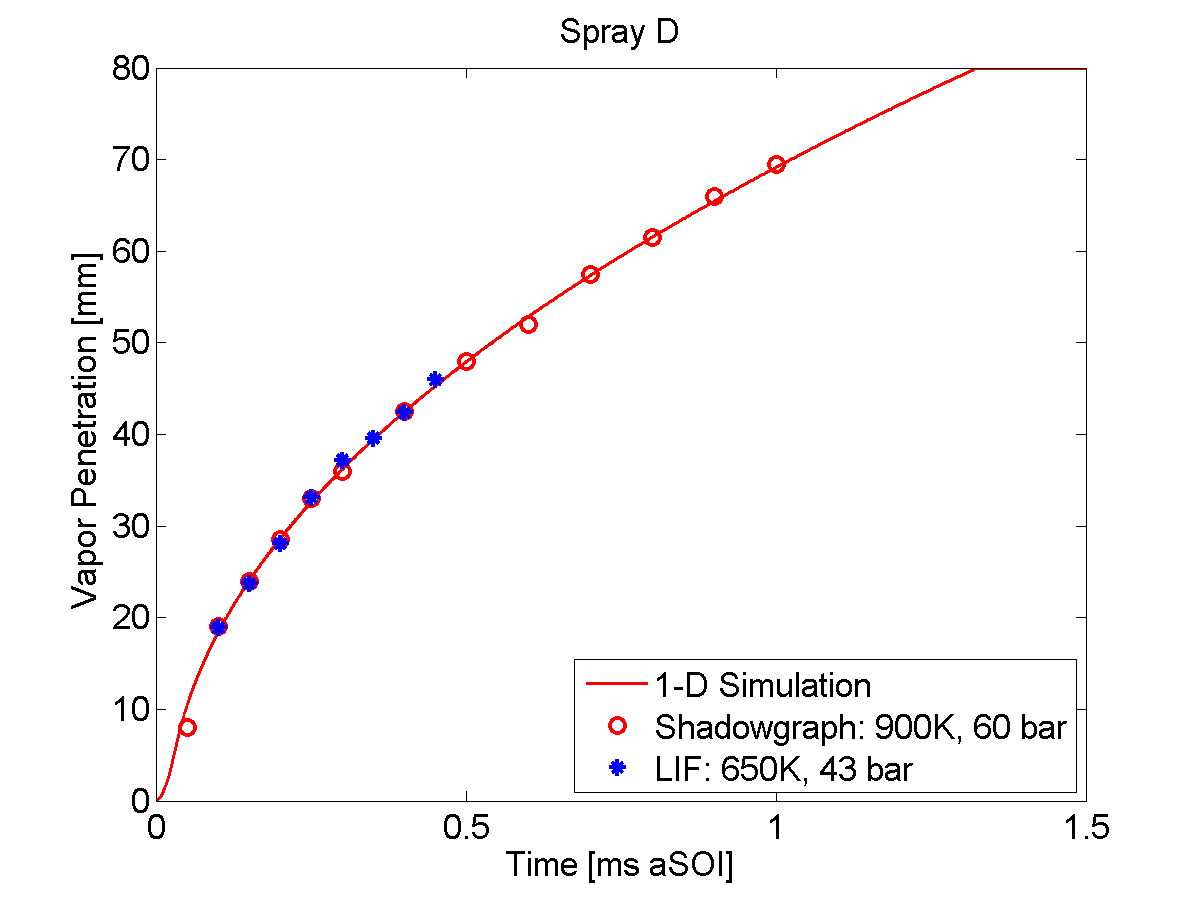 Spray D
80
70
60
50
40
30
20
10
0
Vapor Penetration [mm]
1-D Simulation
Shadowgraph: 900K, 60 bar
LIF: 650K, 43 bar
0 0.5 1 1.5
Time [ms aSOI]